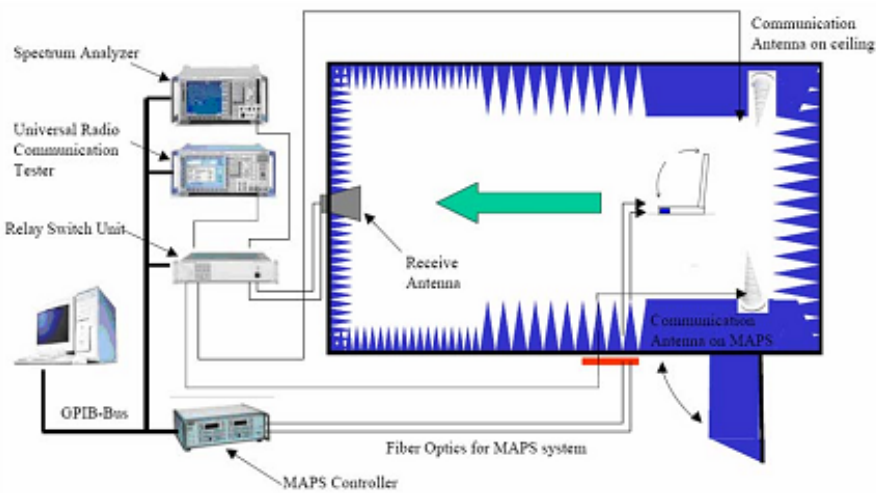 Communication
Antenna on ceiling
Spectrum Analyzer
Universal Radio
Communication
Tester
Relay Switch Unit
Receive
Antenna
Communication
Antenna on MAPS
GPIB-Bus
Fiber Optics for MAPS system
MAPS Controller